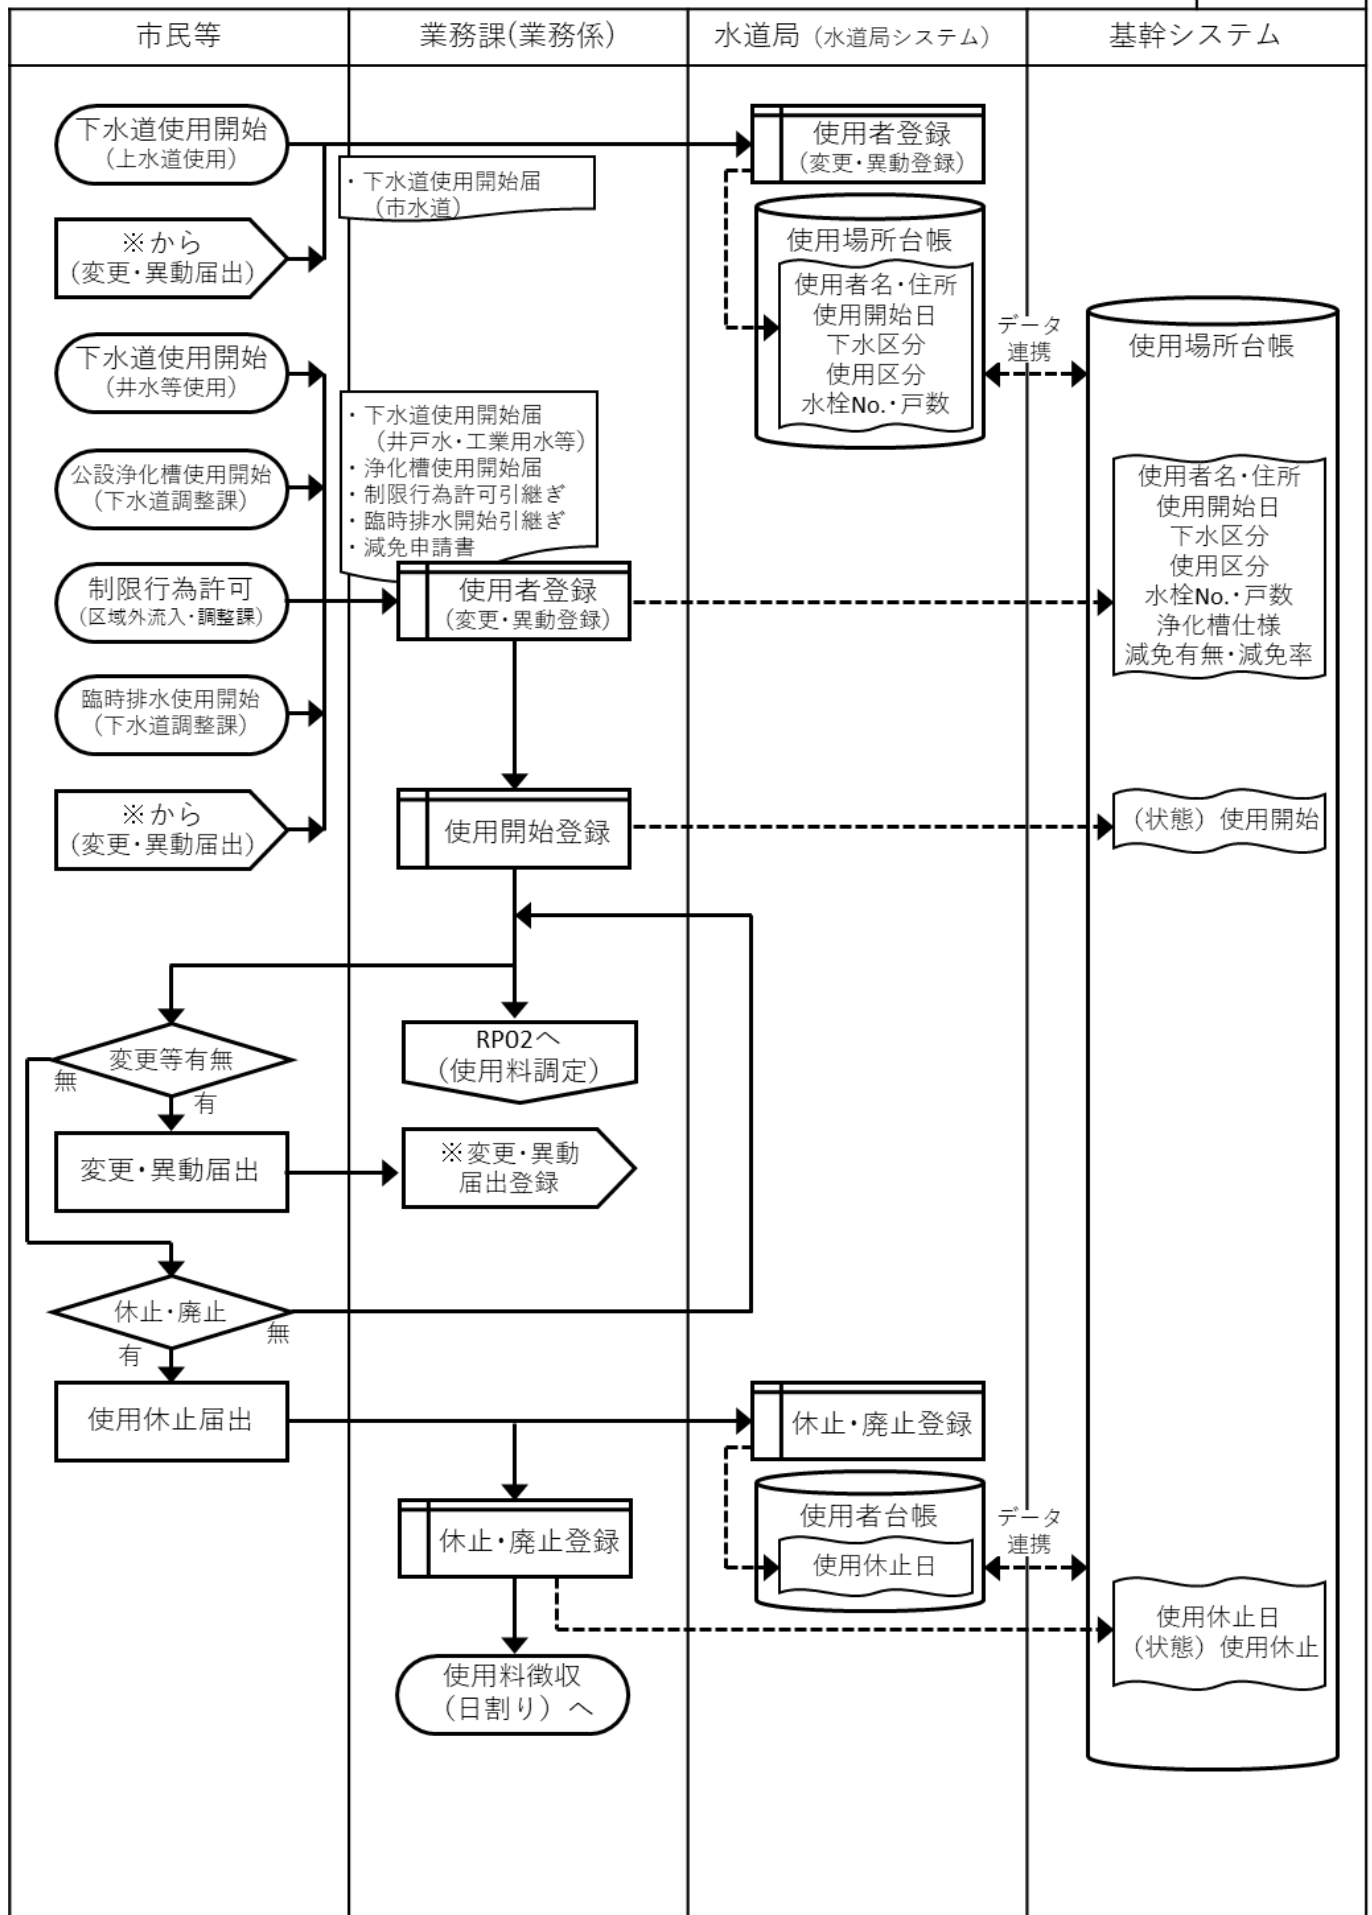 市民等
業務課(業務係)
水道局（水道局システム）
基幹システム
下水道使用開始
（上水道使用）
・下水道使用開始届
（市水道）
使用者登録
（変更・異動登録）
※から
（変更・異動届出）
使用場所台帳
使用者名・住所
使用開始日
下水区分
使用区分
水栓No.・戸数
データ
連携
使用場所台帳
下水道使用開始
（井水等使用）
・下水道使用開始届
（井戸水・工業用水等）
・浄化槽使用開始届
・制限行為許可引継ぎ
・臨時排水開始引継ぎ
・減免申請書
公設浄化槽使用開始
（下水道調整課）
使用者名・住所
使用開始日
下水区分
使用区分
水栓No.・戸数
浄化槽仕様
減免有無・減免率
制限行為許可
（区域外流入・調整課）
使用者登録
（変更・異動登録）
臨時排水使用開始
（下水道調整課）
※から
（変更・異動届出）
使用開始登録
（状態）使用開始
変更等有無
無
有
RP02へ
（使用料調定）
変更・異動届出
※変更・異動
届出登録
休止・廃止
無
有
使用休止届出
休止・廃止登録
使用者台帳
使用休止日
データ
連携
休止・廃止登録
使用休止日
（状態）使用休止
使用料徴収
（日割り）へ